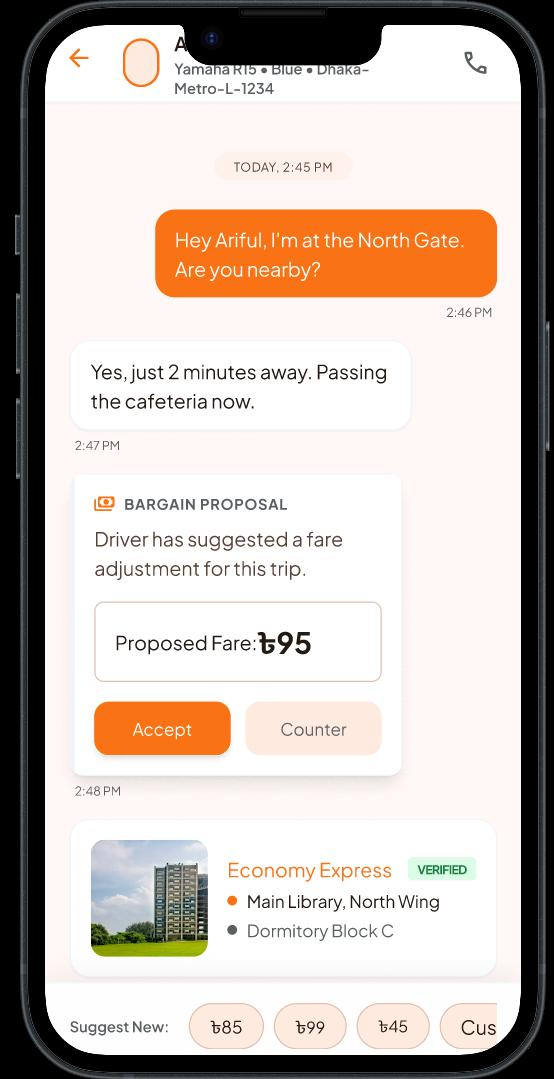 Yamaha R15 • Blue • Dhaka-
Metro-L-1234
TODAY, 2:45 PM
Hey Ariful, I'm at the North Gate.
Are you nearby?
2:46 PM
Yes, just 2 minutes away. Passing
the cafeteria now.
2:47 PM
BARGAIN PROPOSAL
Driver has suggested a fare
adjustment for this trip.
Proposed Fare:৳95
Accept
Counter
2:48 PM
Economy Express
VERIFIED
Main Library, North Wing
Dormitory Block C
Suggest New:
৳85
৳99
৳45
Cus